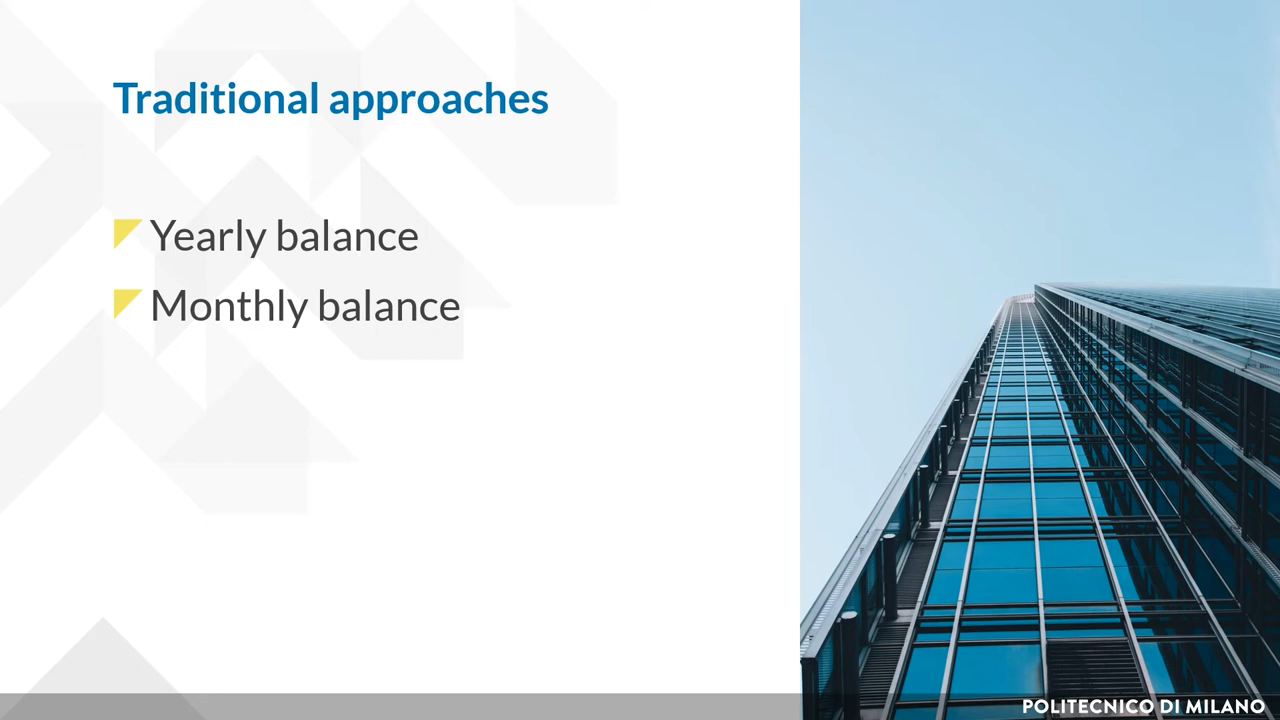 Traditional approaches
Yearly balance
Monthly balance
POLITECNICO DI MILANO